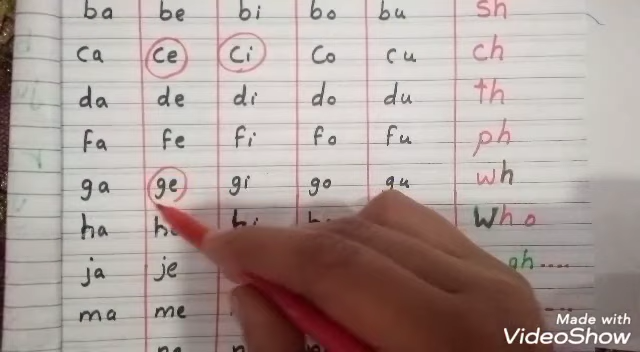 ba be bi bo bu sh
ca ce ci co cu ch
da de di do du th
fa fe fi fo fu ph
ga ge gi go gu wh
ha who
ja je gh....
ma me
Made with
VideoShow